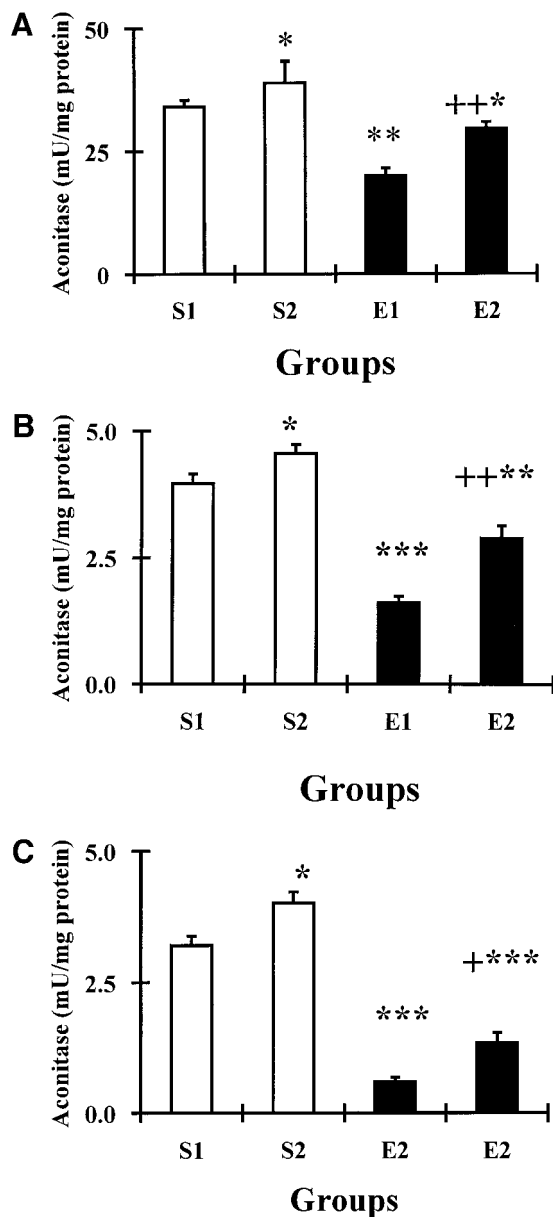 A
Aconitase (mU/mg protein)
50
25
0
*
**
++*
S1 S2 E1 E2
Groups
B
Aconitase (mU/mg protein)
5.0
2.5
0.0
*
***
++**
S1 S2 E1 E2
Groups
C
Aconitase (mU/mg protein)
5.0
2.5
0.0
*
***
+***
S1 S2 E2 E2
Groups